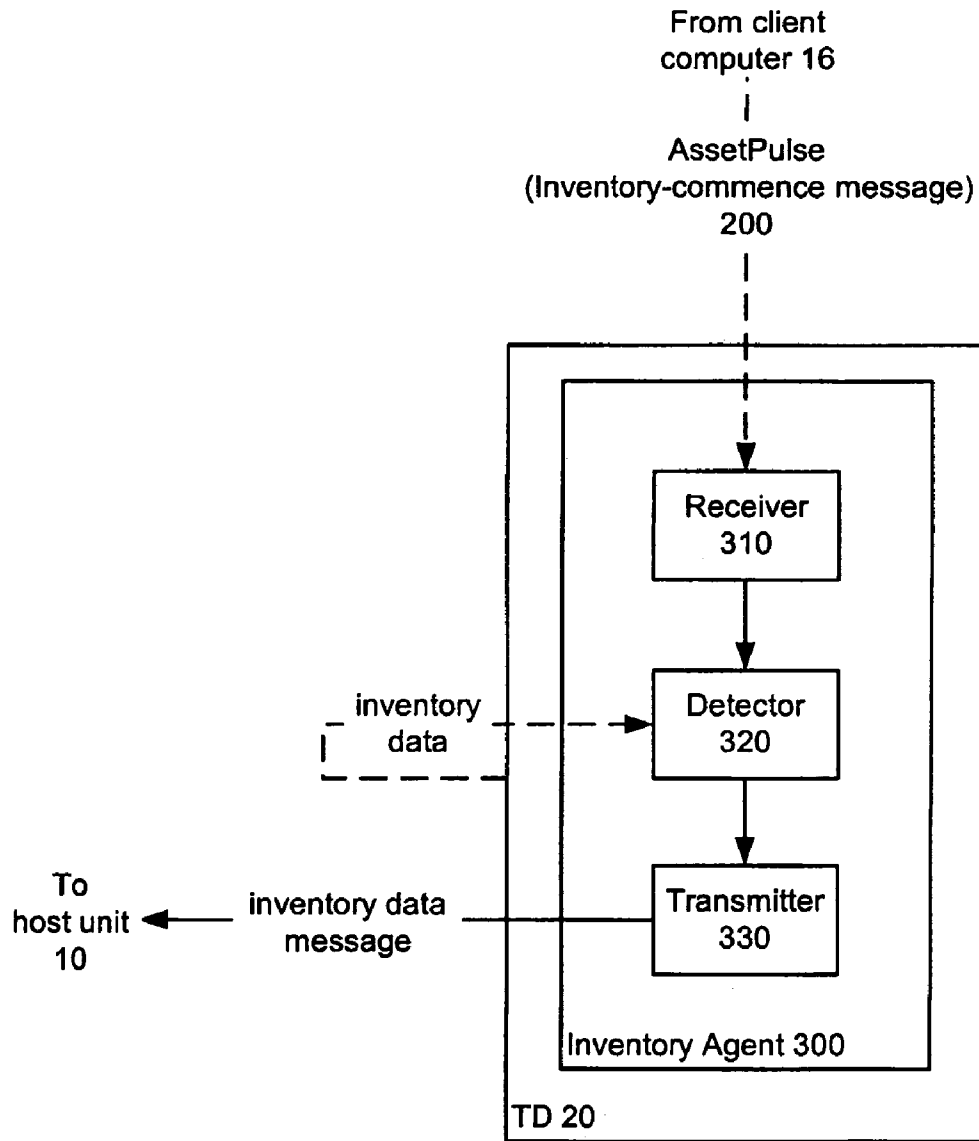 From client
computer 16
AssetPulse
(Inventory-commence message)
200
Receiver
310
inventory
data
Detector
320
To
host unit
10
inventory data
message
Transmitter
330
Inventory Agent 300
TD 20